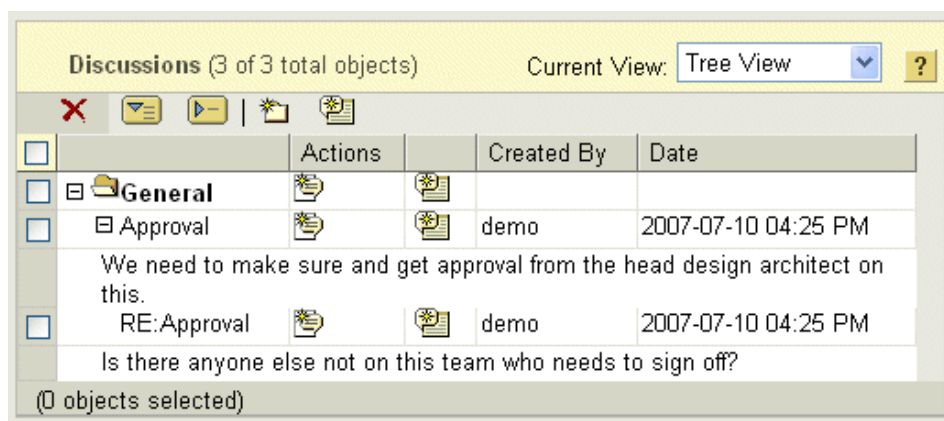 Discussions (3 of 3 total objects) Current View: Tree View ?
Actions Created By Date
General
Approval demo 2007-07-10 04:25 PM
We need to make sure and get approval from the head design architect on
this.
RE:Approval demo 2007-07-10 04:25 PM
Is there anyone else not on this team who needs to sign off?
(0 objects selected)